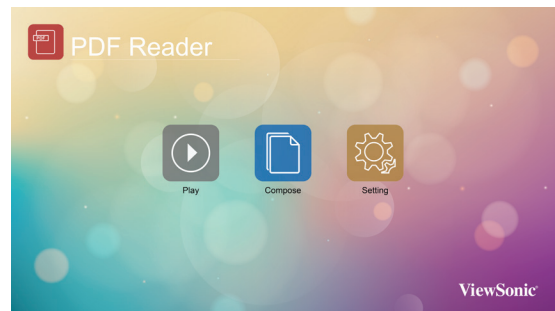 PDF
PDF Reader
Play
Compose
Setting
ViewSonic®